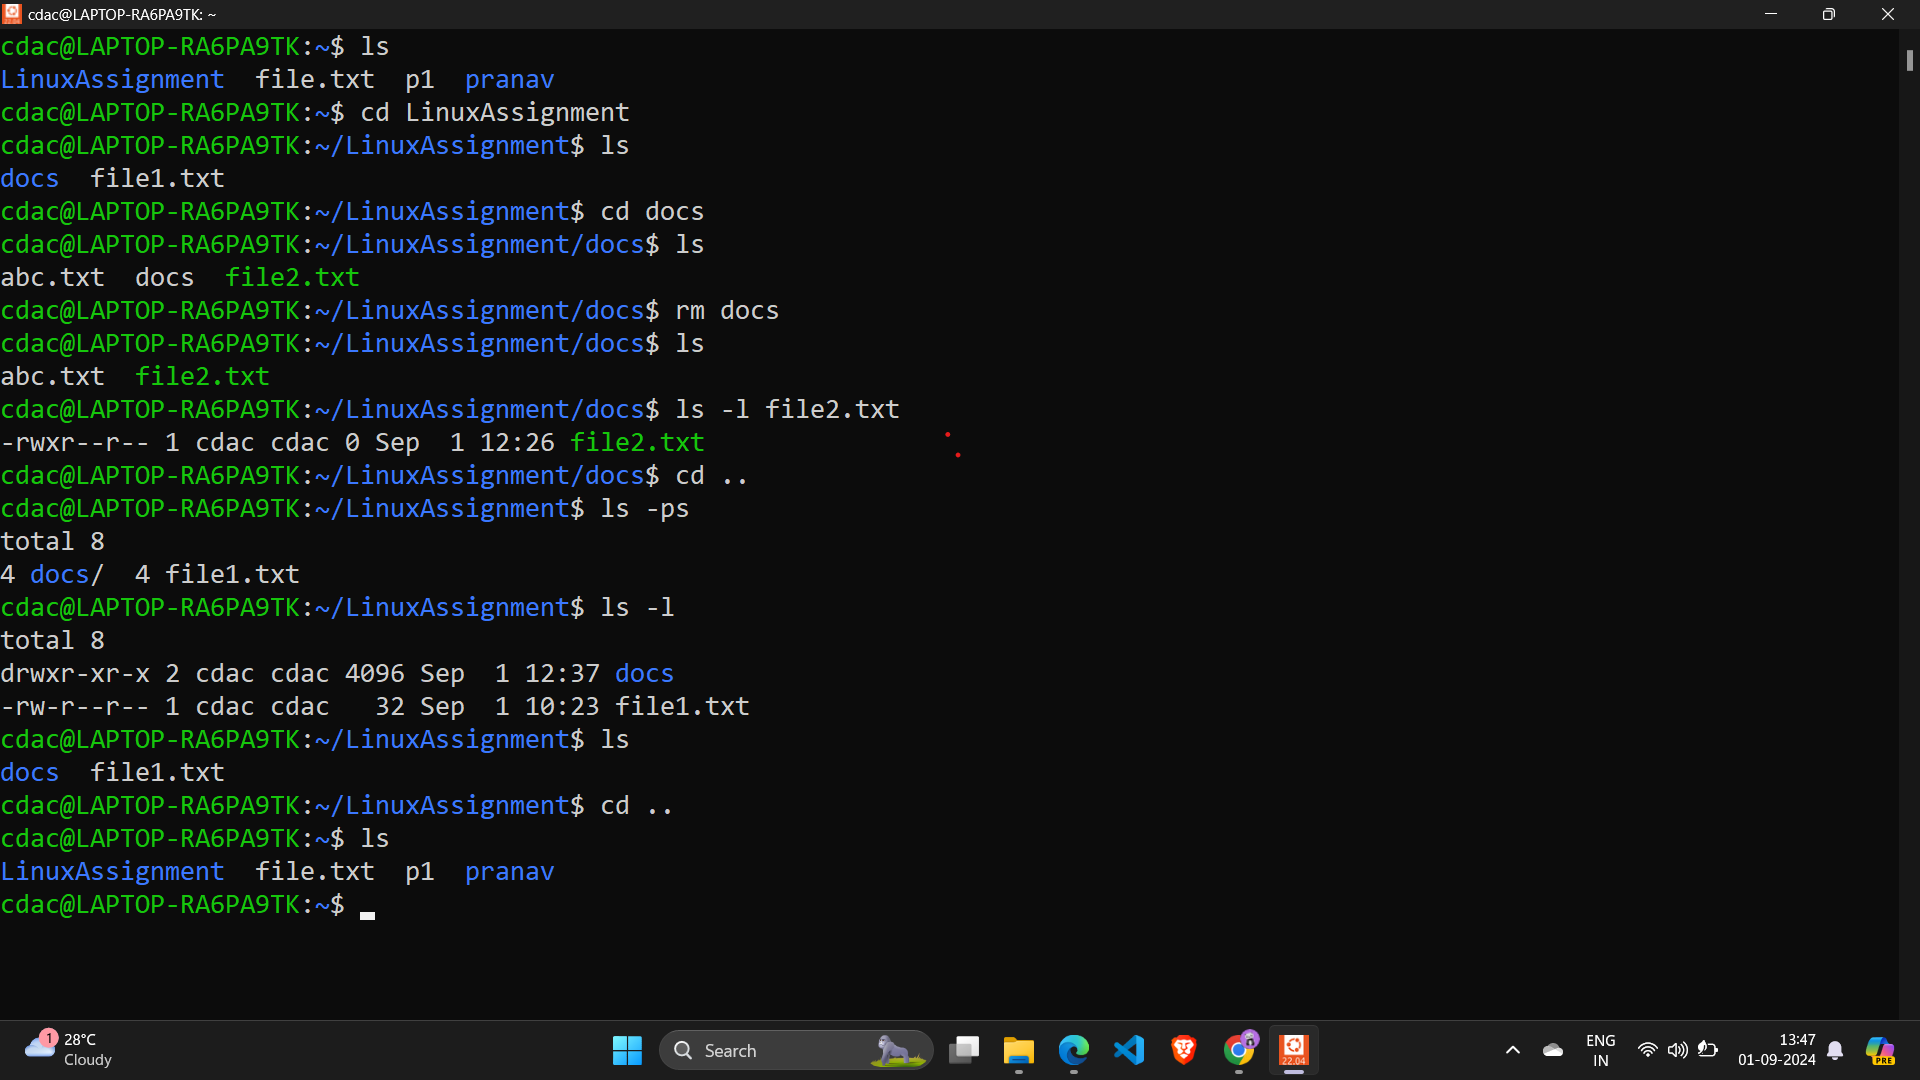 cdac@LAPTOP-RA6PA9TK: ~
cdac@LAPTOP-RA6PA9TK:~$ ls
LinuxAssignment  file.txt  p1  pranav
cdac@LAPTOP-RA6PA9TK:~$ cd LinuxAssignment
cdac@LAPTOP-RA6PA9TK:~/LinuxAssignment$ ls
docs  file1.txt
cdac@LAPTOP-RA6PA9TK:~/LinuxAssignment$ cd docs
cdac@LAPTOP-RA6PA9TK:~/LinuxAssignment/docs$ ls
abc.txt  docs  file2.txt
cdac@LAPTOP-RA6PA9TK:~/LinuxAssignment/docs$ rm docs
cdac@LAPTOP-RA6PA9TK:~/LinuxAssignment/docs$ ls
abc.txt  file2.txt
cdac@LAPTOP-RA6PA9TK:~/LinuxAssignment/docs$ ls -l file2.txt
-rwxr--r-- 1 cdac cdac 0 Sep  1 12:26 file2.txt
cdac@LAPTOP-RA6PA9TK:~/LinuxAssignment/docs$ cd ..
cdac@LAPTOP-RA6PA9TK:~/LinuxAssignment$ ls -ps
total 8
4 docs/  4 file1.txt
cdac@LAPTOP-RA6PA9TK:~/LinuxAssignment$ ls -l
total 8
drwxr-xr-x 2 cdac cdac 4096 Sep  1 12:37 docs
-rw-r--r-- 1 cdac cdac   32 Sep  1 10:23 file1.txt
cdac@LAPTOP-RA6PA9TK:~/LinuxAssignment$ ls
docs  file1.txt
cdac@LAPTOP-RA6PA9TK:~/LinuxAssignment$ cd ..
cdac@LAPTOP-RA6PA9TK:~$ ls
LinuxAssignment  file.txt  p1  pranav
cdac@LAPTOP-RA6PA9TK:~$
1
28°C
Cloudy
Search
22.04
ENG
IN
13:47
01-09-2024
PRE